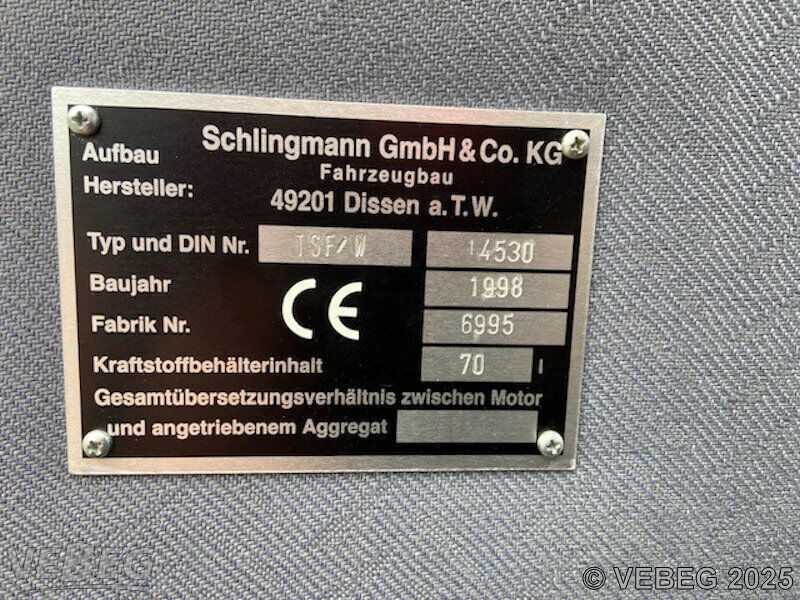 Aufbau
Hersteller:
Schlingmann GmbH & Co. KG
Fahrzeugbau
49201 Dissen a.T.W.
Typ und DIN Nr. TSF/W 14530
Baujahr 1998
CE
Fabrik Nr. 6995
Kraftstoffbehälterinhalt 70 l
Gesamtübersetzungsverhältnis zwischen Motor
und angetriebenem Aggregat
VEBEG
© VEBEG 2025